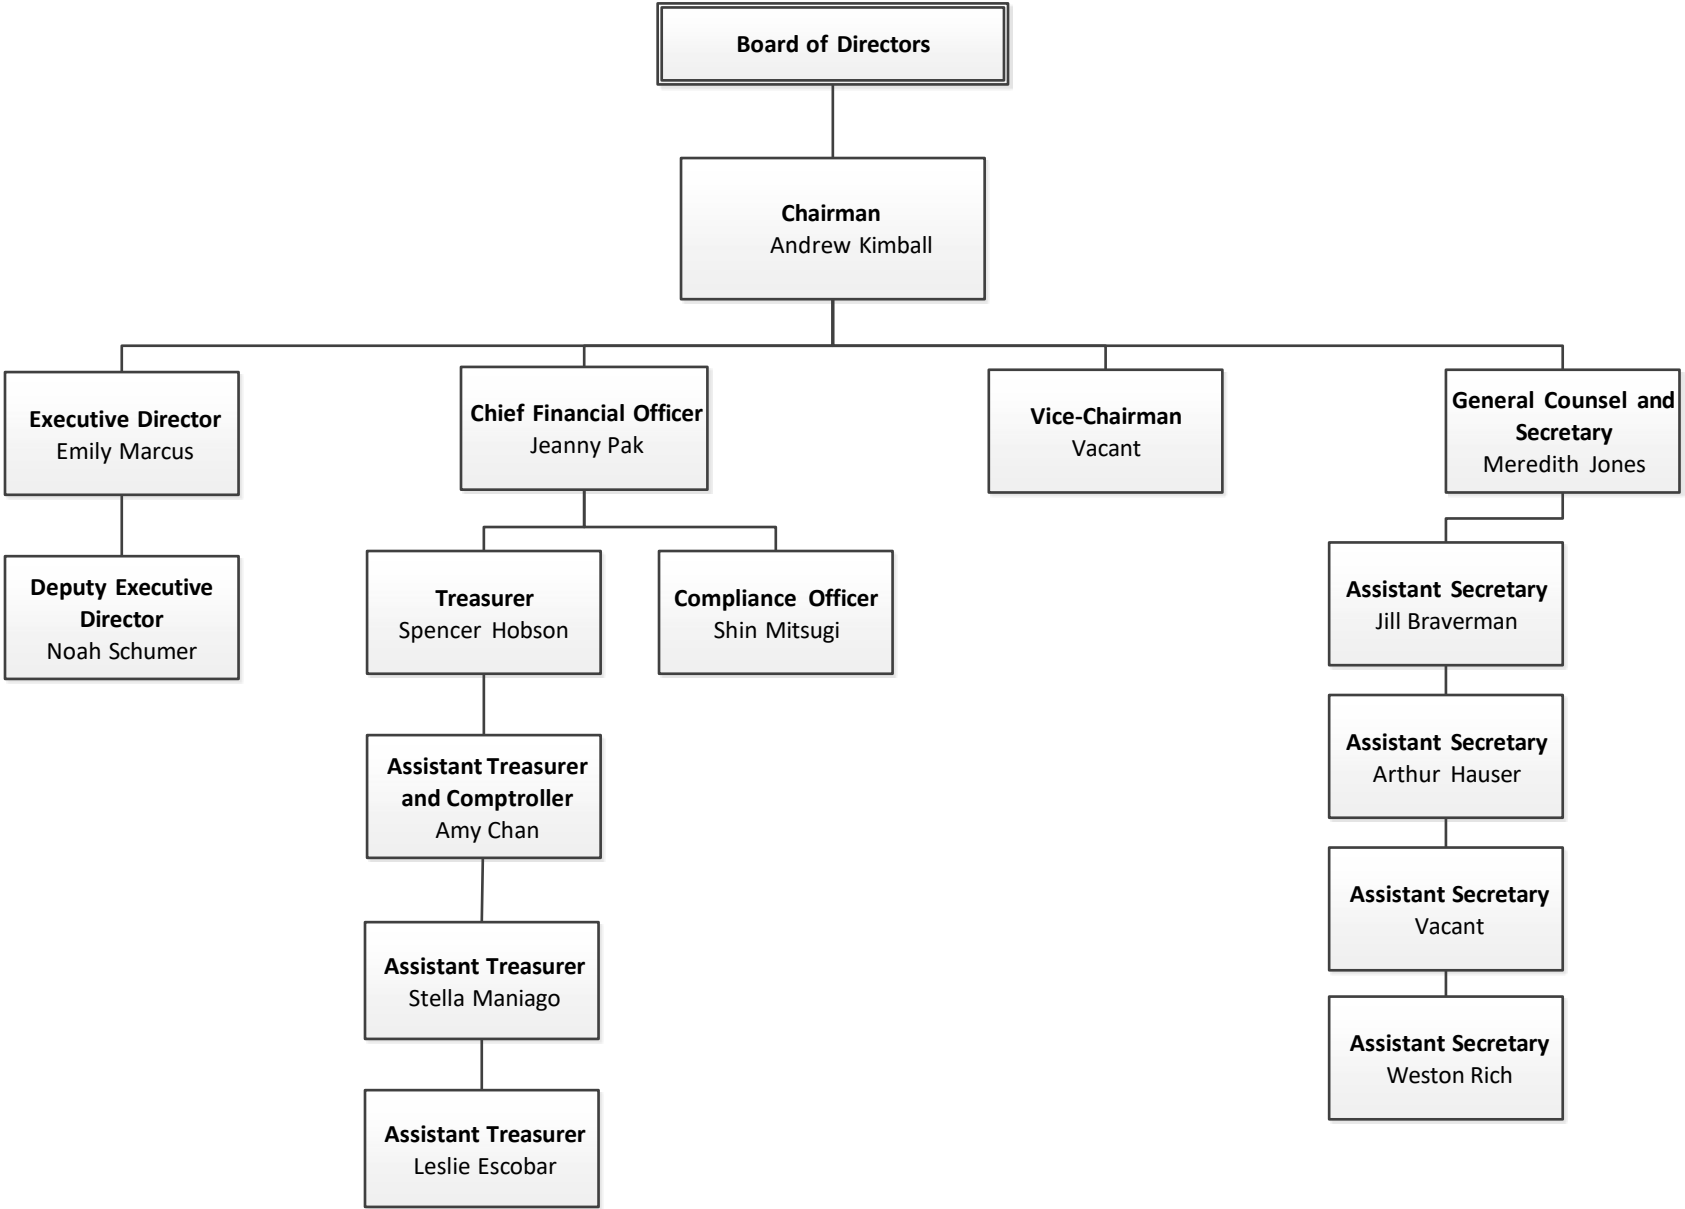 Board of Directors
Chairman
Andrew Kimball
Executive Director
Emily Marcus
Chief Financial Officer
Jeanny Pak
Vice-Chairman
Vacant
General Counsel and
Secretary
Meredith Jones
Deputy Executive
Director
Noah Schumer
Treasurer
Spencer Hobson
Compliance Officer
Shin Mitsugi
Assistant Secretary
Jill Braverman
Assistant Treasurer
and Comptroller
Amy Chan
Assistant Secretary
Arthur Hauser
Assistant Treasurer
Stella Maniago
Assistant Secretary
Vacant
Assistant Treasurer
Leslie Escobar
Assistant Secretary
Weston Rich